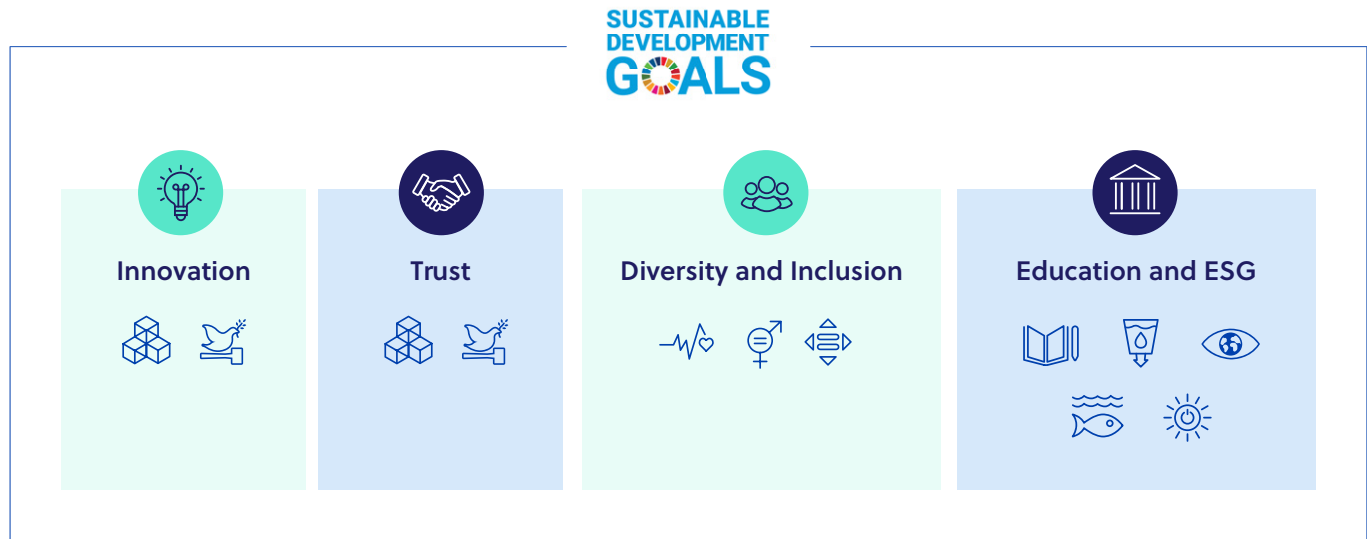 SUSTAINABLE
DEVELOPMENT
GOALS
Innovation
Trust
Diversity and Inclusion
Education and ESG